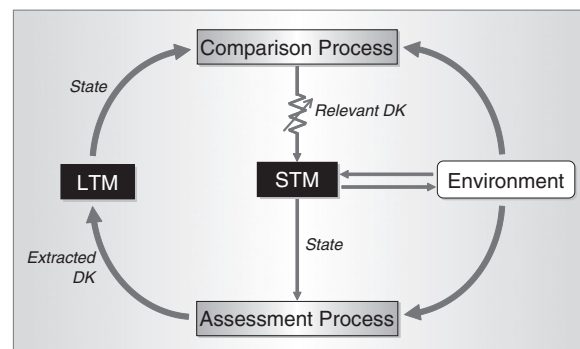 Comparison Process
State
Relevant DK
LTM
STM
Environment
Extracted
DK
State
Assessment Process